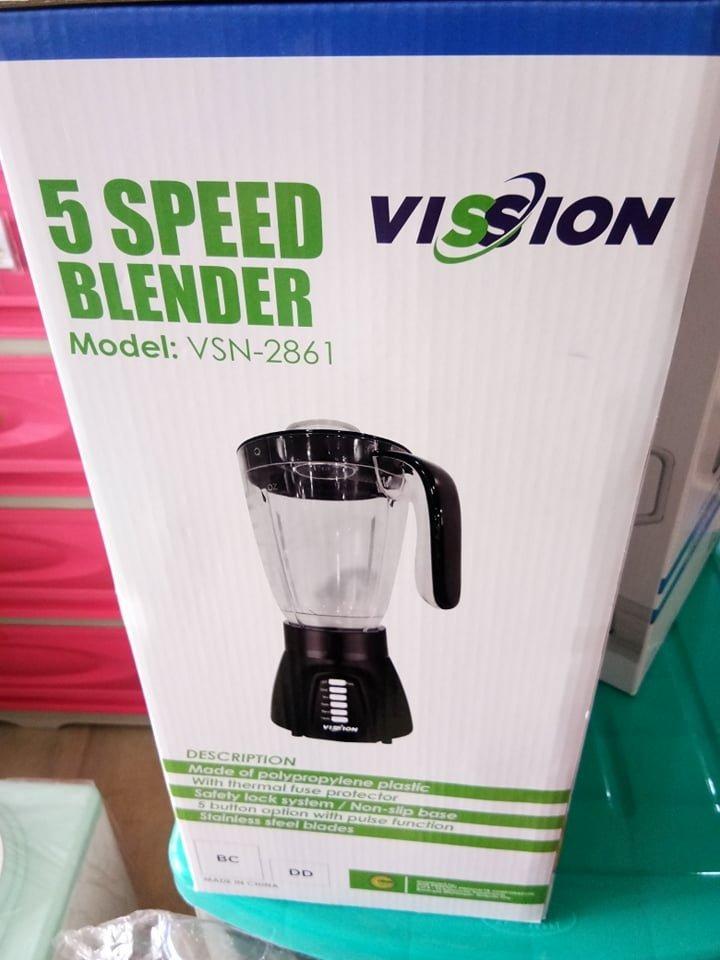 5 SPEED
BLENDER
Model: VSN-2861
VISSION
VISSION
DESCRIPTION
Made of polypropylene plastic
With thermal fuse protector
Safety lock system / Non-slip base
5 button option with pulse function
Stainless steel blades
BC
DD
MADE IN CHINA